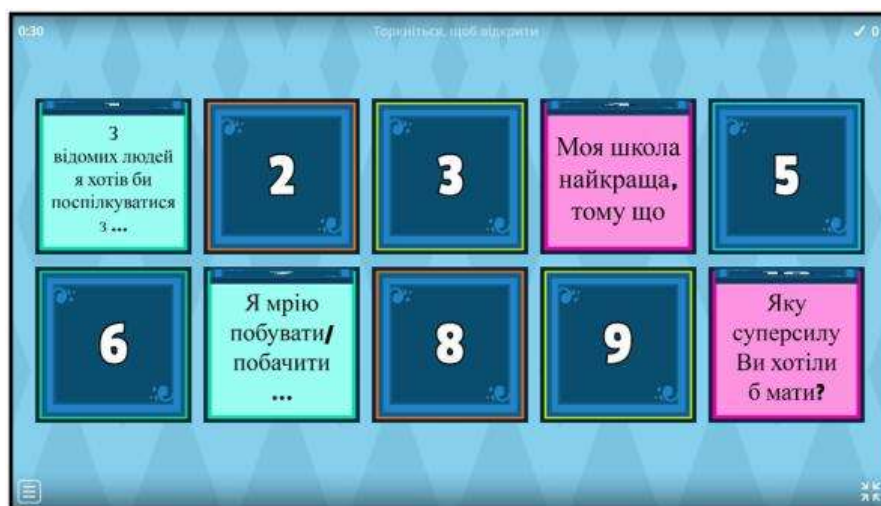 0:30
Торкніться, щоб відкрити
✓ 0
З
відомих людей
я хотів би
поспілкуватися
з ...
2
3
Моя школа
найкраща,
тому що
5
6
Я мрію
побувати/
побачити
...
8
9
Яку
суперсилу
Ви хотіли
б мати?